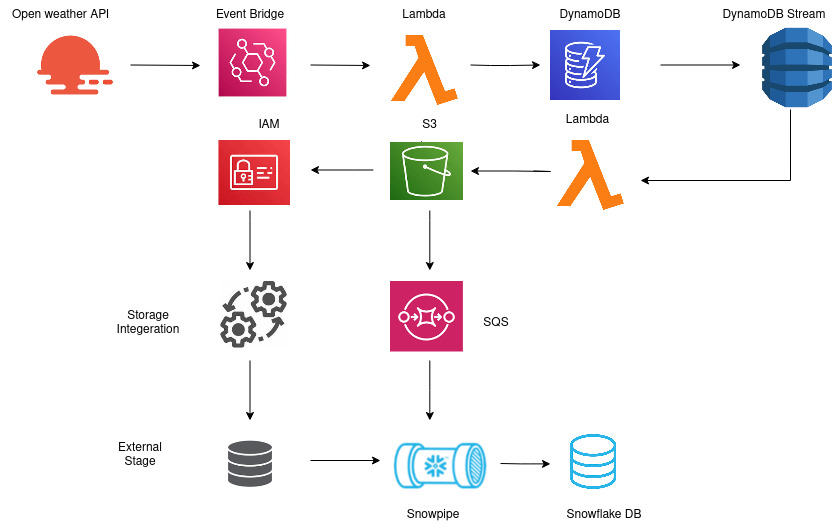 Open weather API
Event Bridge
Lambda
DynamoDB
DynamoDB Stream
IAM
S3
Lambda
Storage
Integeration
SQS
External
Stage
Snowpipe
Snowflake DB